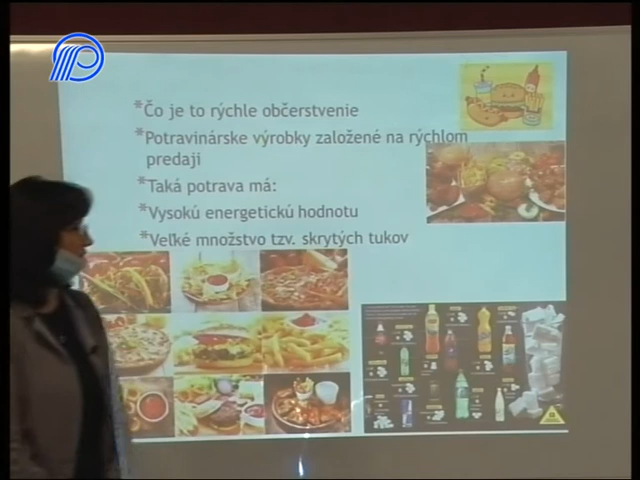 *Čo je to rýchle občerstvenie
*Potravinárske výrobky založené na rýchlom
predaji
*Taká potrava má:
*Vysokú energetickú hodnotu
*Veľké množstvo tzv. skrytých tukov